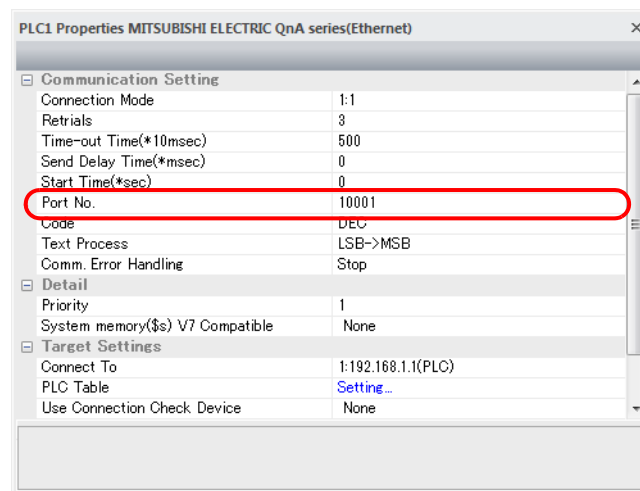 PLC1 Properties MITSUBISHI ELECTRIC QnA series(Ethernet)
Communication Setting
Connection Mode 1:1
Retrials 3
Time-out Time(*10msec) 500
Send Delay Time(*msec) 0
Start Time(*sec) 0
Port No. 10001
Code DEC
Text Process LSB->MSB
Comm. Error Handling Stop
Detail
Priority 1
System memory($s) V7 Compatible None
Target Settings
Connect To 1:192.168.1.1(PLC)
PLC Table Setting...
Use Connection Check Device None